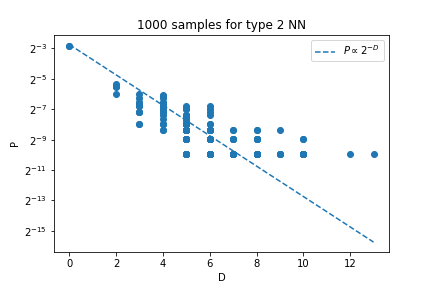 1000 samples for type 2 NN
P ∝ 2^{-D}
2^{-3}
2^{-5}
2^{-7}
2^{-9}
2^{-11}
2^{-13}
2^{-15}
P
0 2 4 6 8 10 12
D